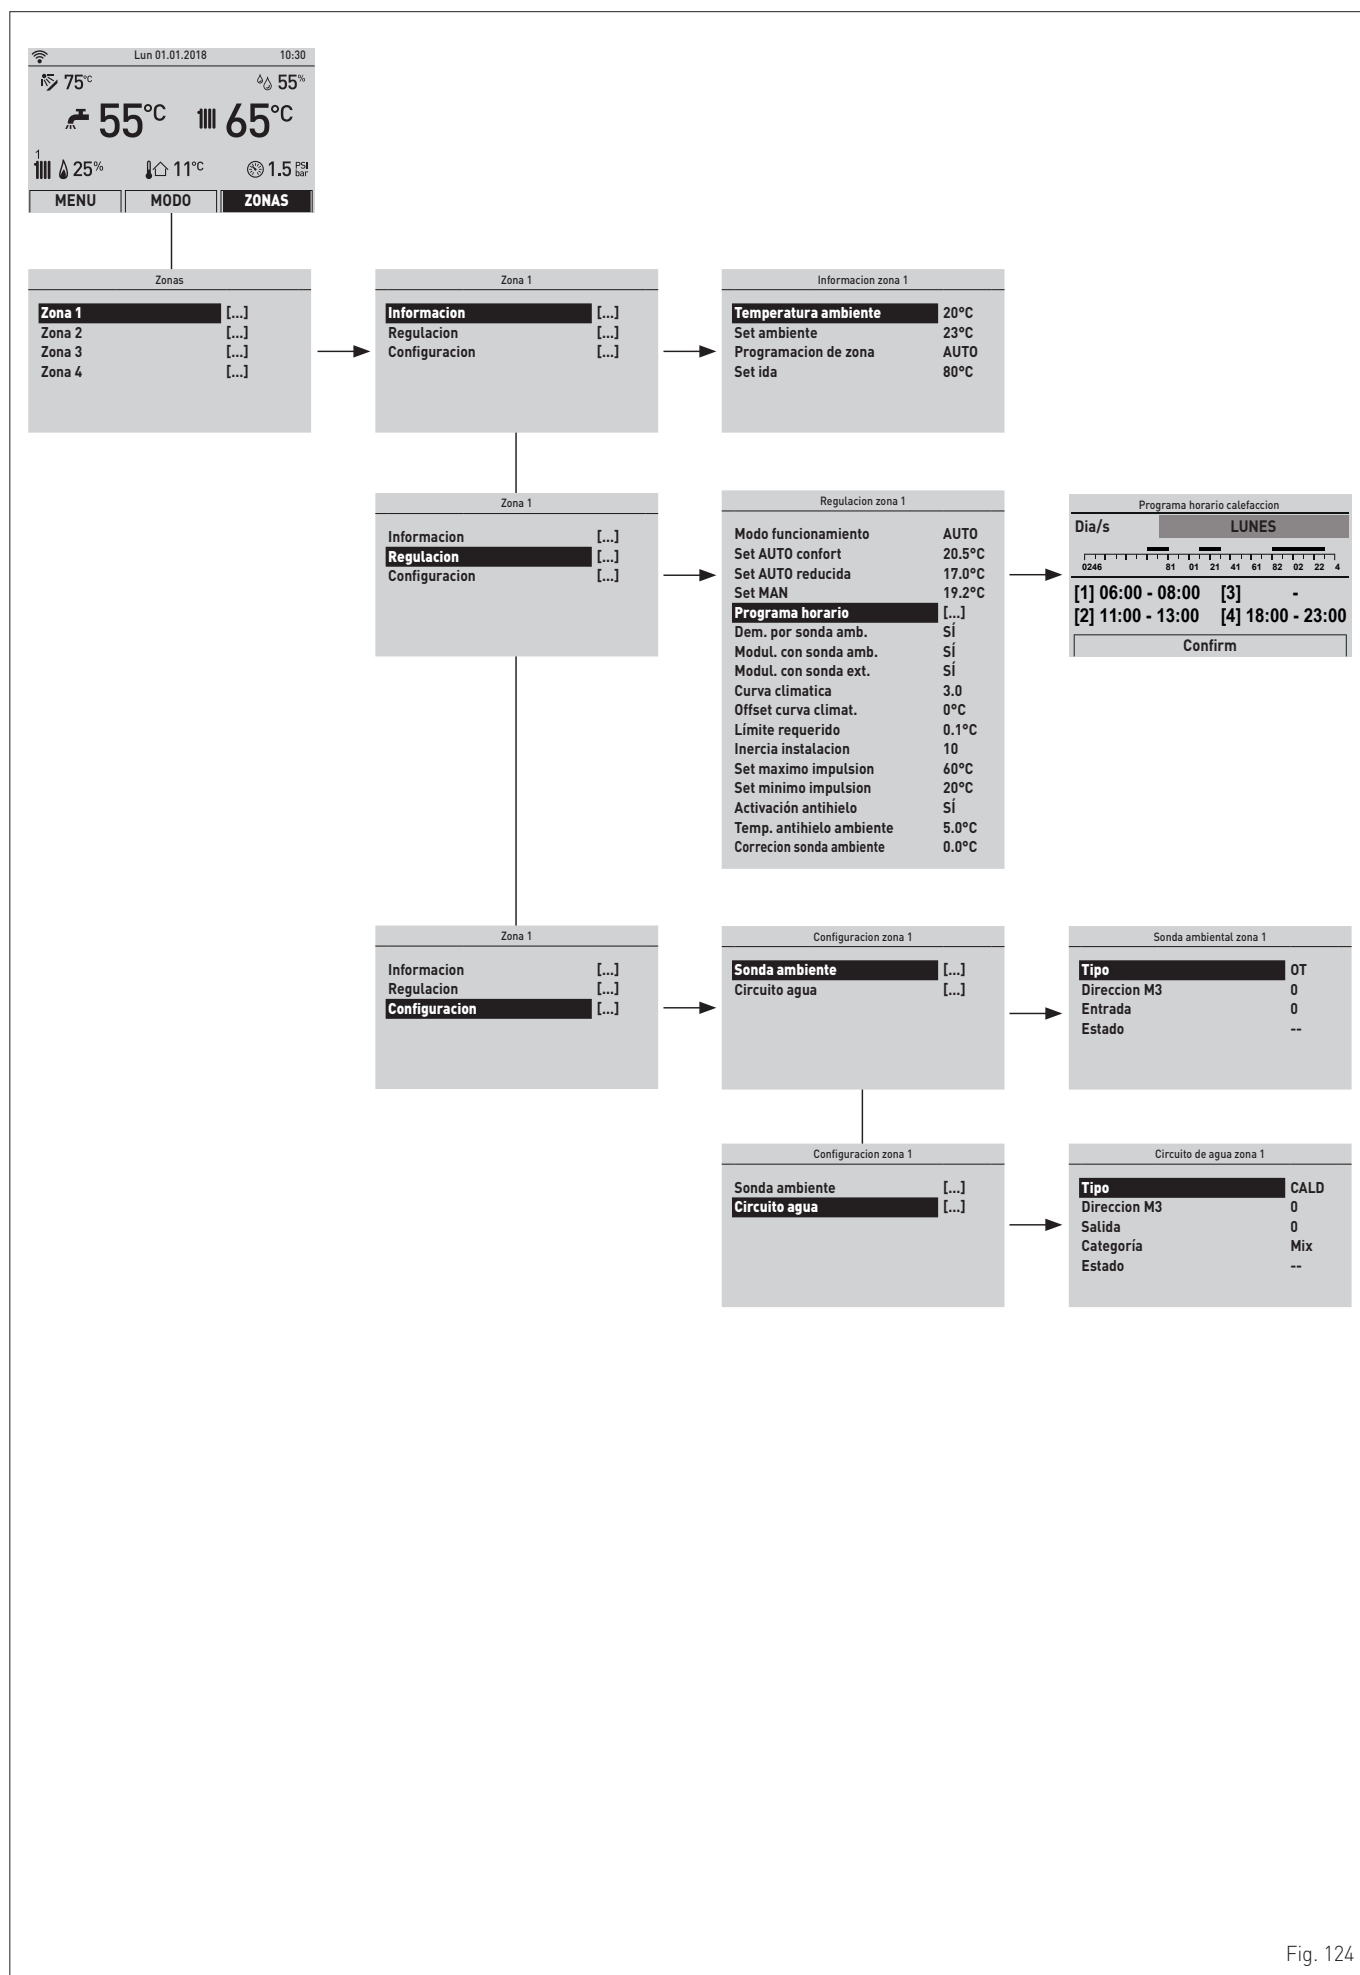 Lun 01.01.2018 10:30
75°C 55%
55°C 65°C
1
25% 11°C 1.5 PSI bar
MENU MODO ZONAS
Zonas
Zona 1 [...]
Zona 2 [...]
Zona 3 [...]
Zona 4 [...]
Zona 1
Informacion [...]
Regulacion [...]
Configuracion [...]
Informacion zona 1
Temperatura ambiente 20°C
Set ambiente 23°C
Programacion de zona AUTO
Set ida 80°C
Zona 1
Informacion [...]
Regulacion [...]
Configuracion [...]
Regulacion zona 1
Modo funcionamiento AUTO
Set AUTO confort 20.5°C
Set AUTO reducida 17.0°C
Set MAN 19.2°C
Programa horario [...]
Dem. por sonda amb. SÍ
Modul. con sonda amb. SÍ
Modul. con sonda ext. SÍ
Curva climatica 3.0
Offset curva climat. 0°C
Límite requerido 0.1°C
Inercia instalacion 10
Set maximo impulsion 60°C
Set minimo impulsion 20°C
Activación antihielo SÍ
Temp. antihielo ambiente 5.0°C
Correcion sonda ambiente 0.0°C
Programa horario calefaccion
Dia/s LUNES
0246 81 01 21 41 61 82 02 22 4
[1] 06:00 - 08:00 [3] -
[2] 11:00 - 13:00 [4] 18:00 - 23:00
Confirm
Zona 1
Informacion [...]
Regulacion [...]
Configuracion [...]
Configuracion zona 1
Sonda ambiente [...]
Circuito agua [...]
Sonda ambiental zona 1
Tipo OT
Direccion M3 0
Entrada 0
Estado --
Configuracion zona 1
Sonda ambiente [...]
Circuito agua [...]
Circuito de agua zona 1
Tipo CALD
Direccion M3 0
Salida 0
Categoría Mix
Estado --
Fig. 124